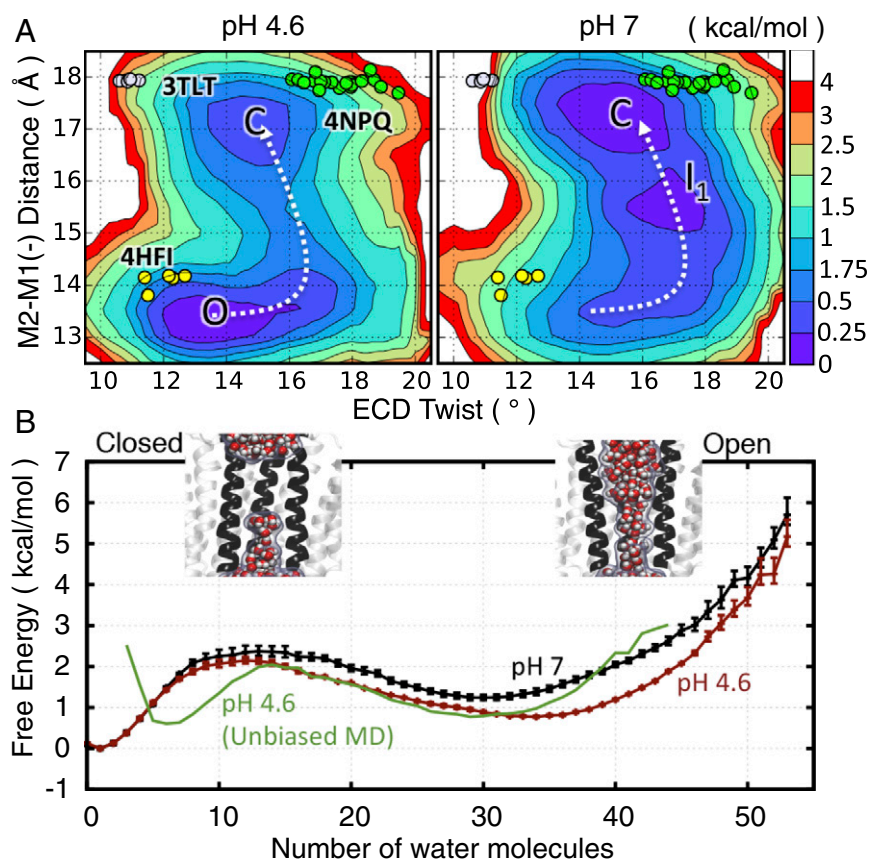 A
pH 4.6
pH 7
( kcal/mol )
M2-M1(-) Distance ( Å )
18
17
16
15
14
13
3TLT
C
4NPQ
4HFI
O
C
I1
4
3
2.5
2
1.5
1
1.75
0.5
0.25
0
10 12 14 16 18 20
10 12 14 16 18 20
ECD Twist ( ° )
B
Closed
Open
Free Energy ( kcal/mol )
7
6
5
4
3
2
1
0
-1
pH 7
pH 4.6
pH 4.6
(Unbiased MD)
0 10 20 30 40 50
Number of water molecules